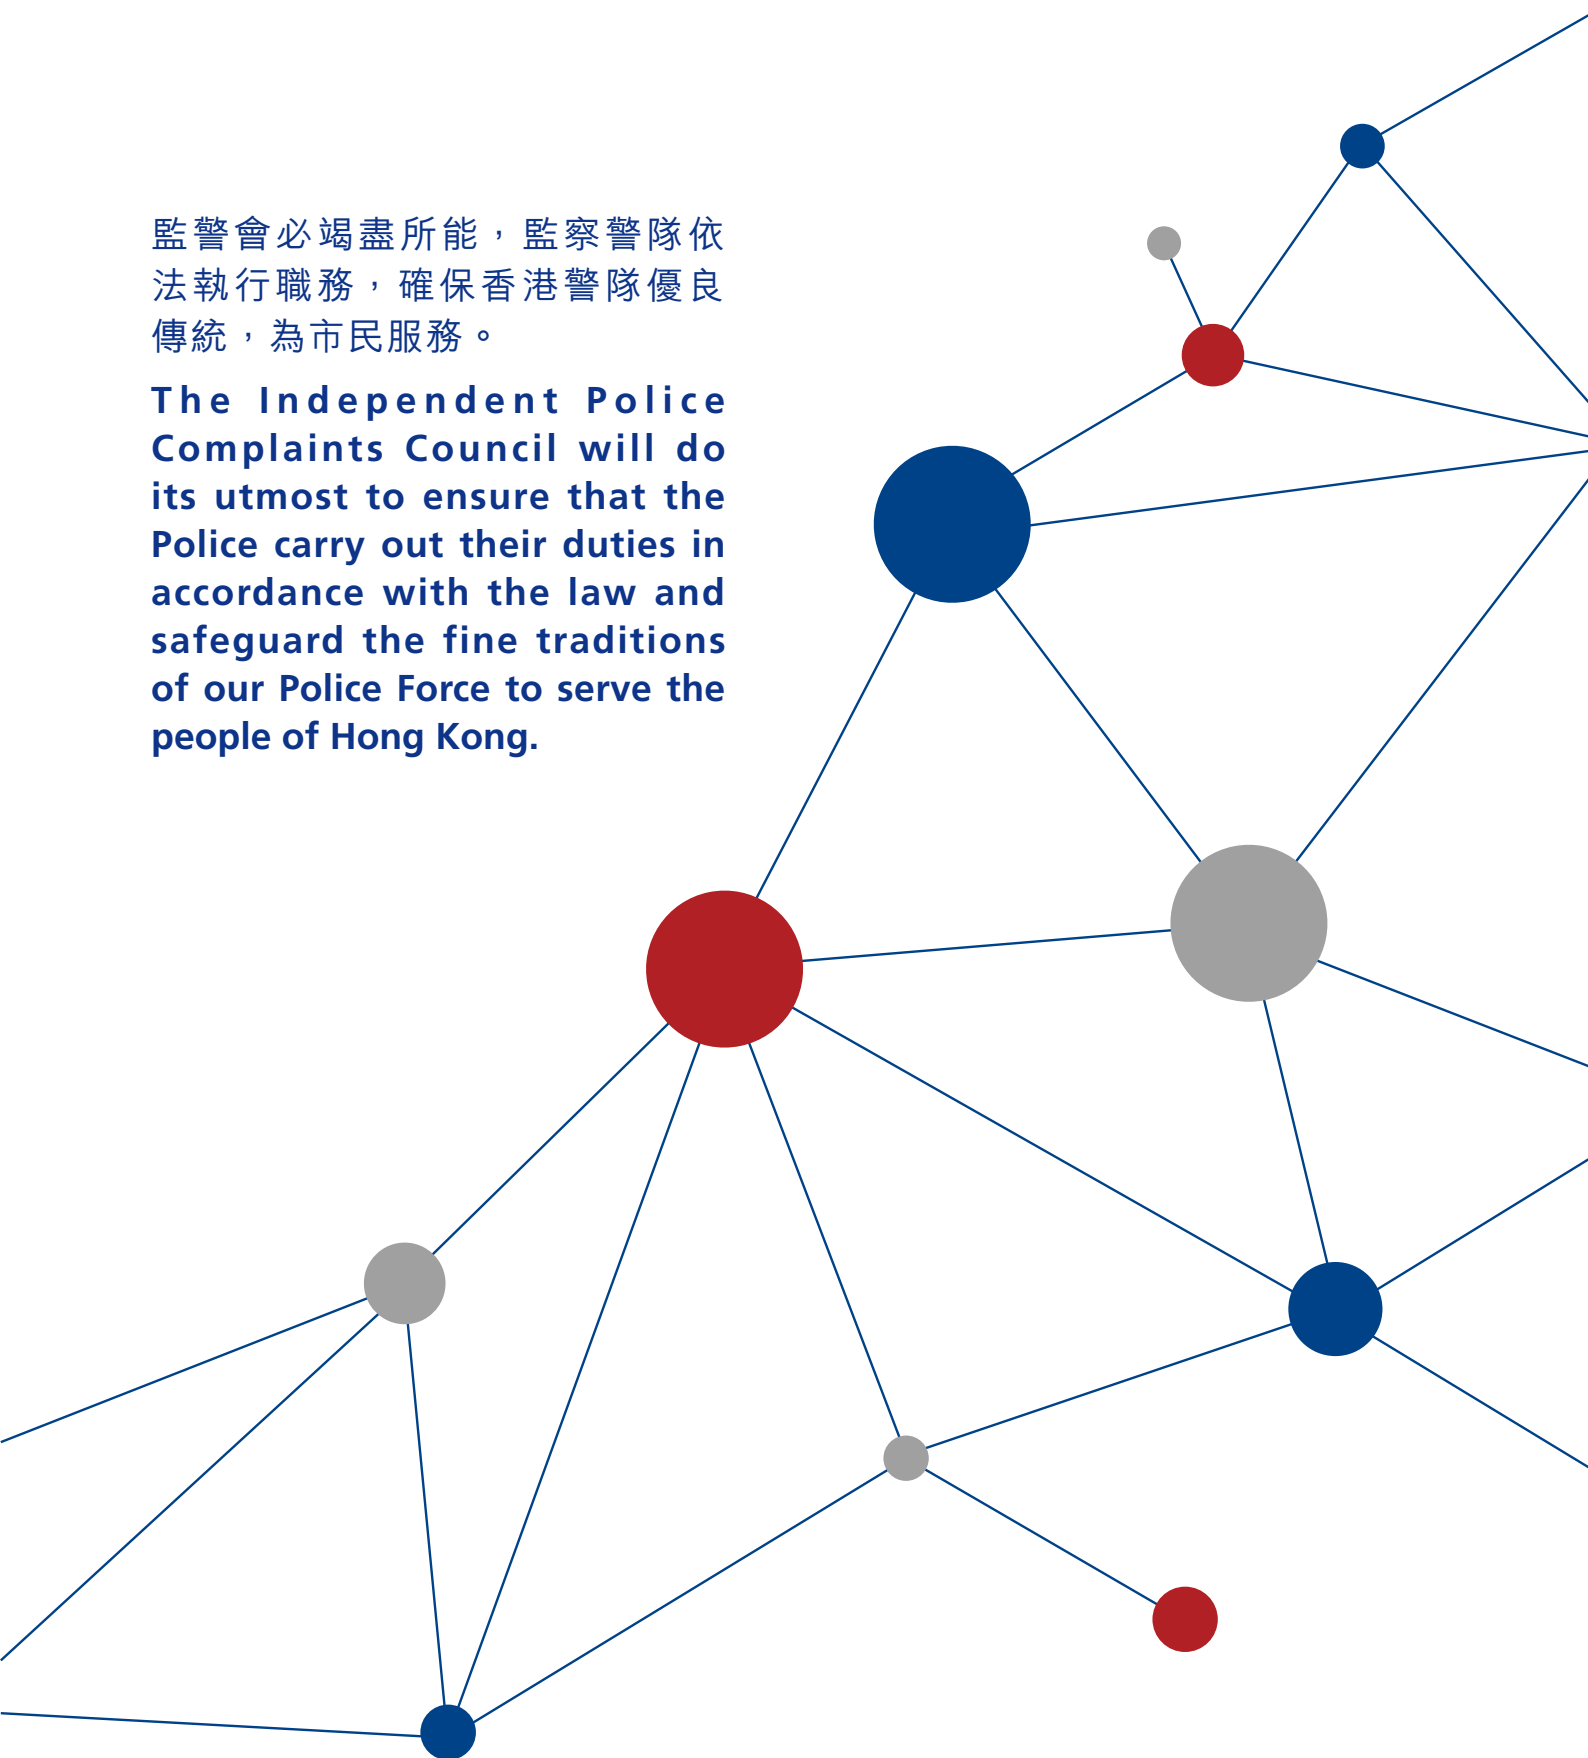 監警會必竭盡所能，監察警隊依
法執行職務，確保香港警隊優良
傳統，為市民服務。
The Independent Police
Complaints Council will do
its utmost to ensure that the
Police carry out their duties in
accordance with the law and
safeguard the fine traditions
of our Police Force to serve the
people of Hong Kong.